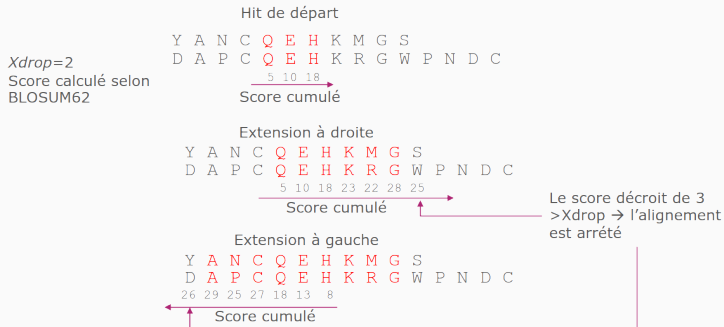 Hit de départ
Y A N C Q E H K M G S
D A P C Q E H K R G W P N D C
5 10 18
Score cumulé
Xdrop=2
Score calculé selon
BLOSUM62
Extension à droite
Y A N C Q E H K M G S
D A P C Q E H K R G W P N D C
5 10 18 23 22 28 25
Score cumulé
Le score décroit de 3
>Xdrop → l'alignement
est arrété
Extension à gauche
Y A N C Q E H K M G S
D A P C Q E H K R G W P N D C
26 29 25 27 18 13 8
Score cumulé